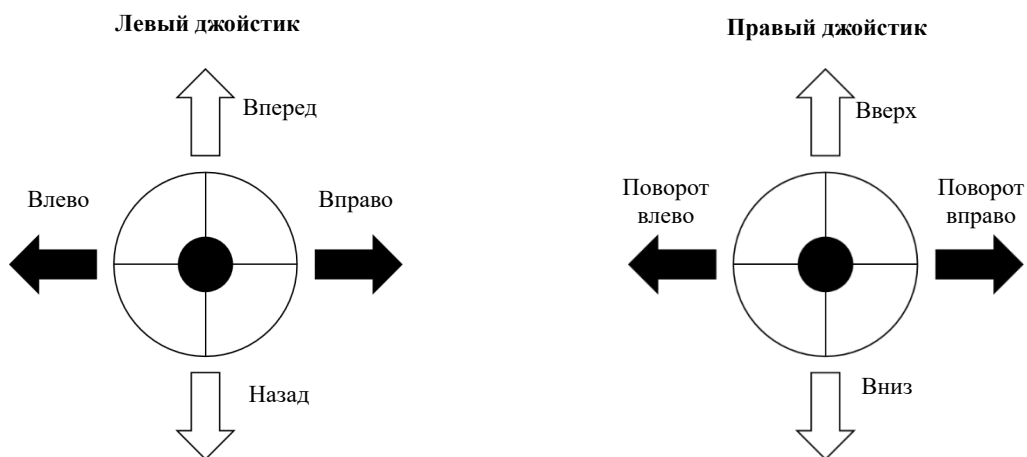 Левый джойстик
Вперед
Влево
Вправо
Назад
Правый джойстик
Вверх
Поворот
влево
Поворот
вправо
Вниз